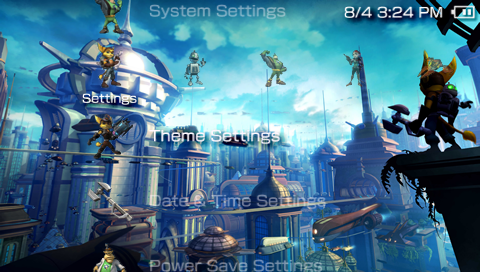 System Settings
8/4 3:24 PM
Settings
Theme Settings
Date & Time Settings
Power Save Settings